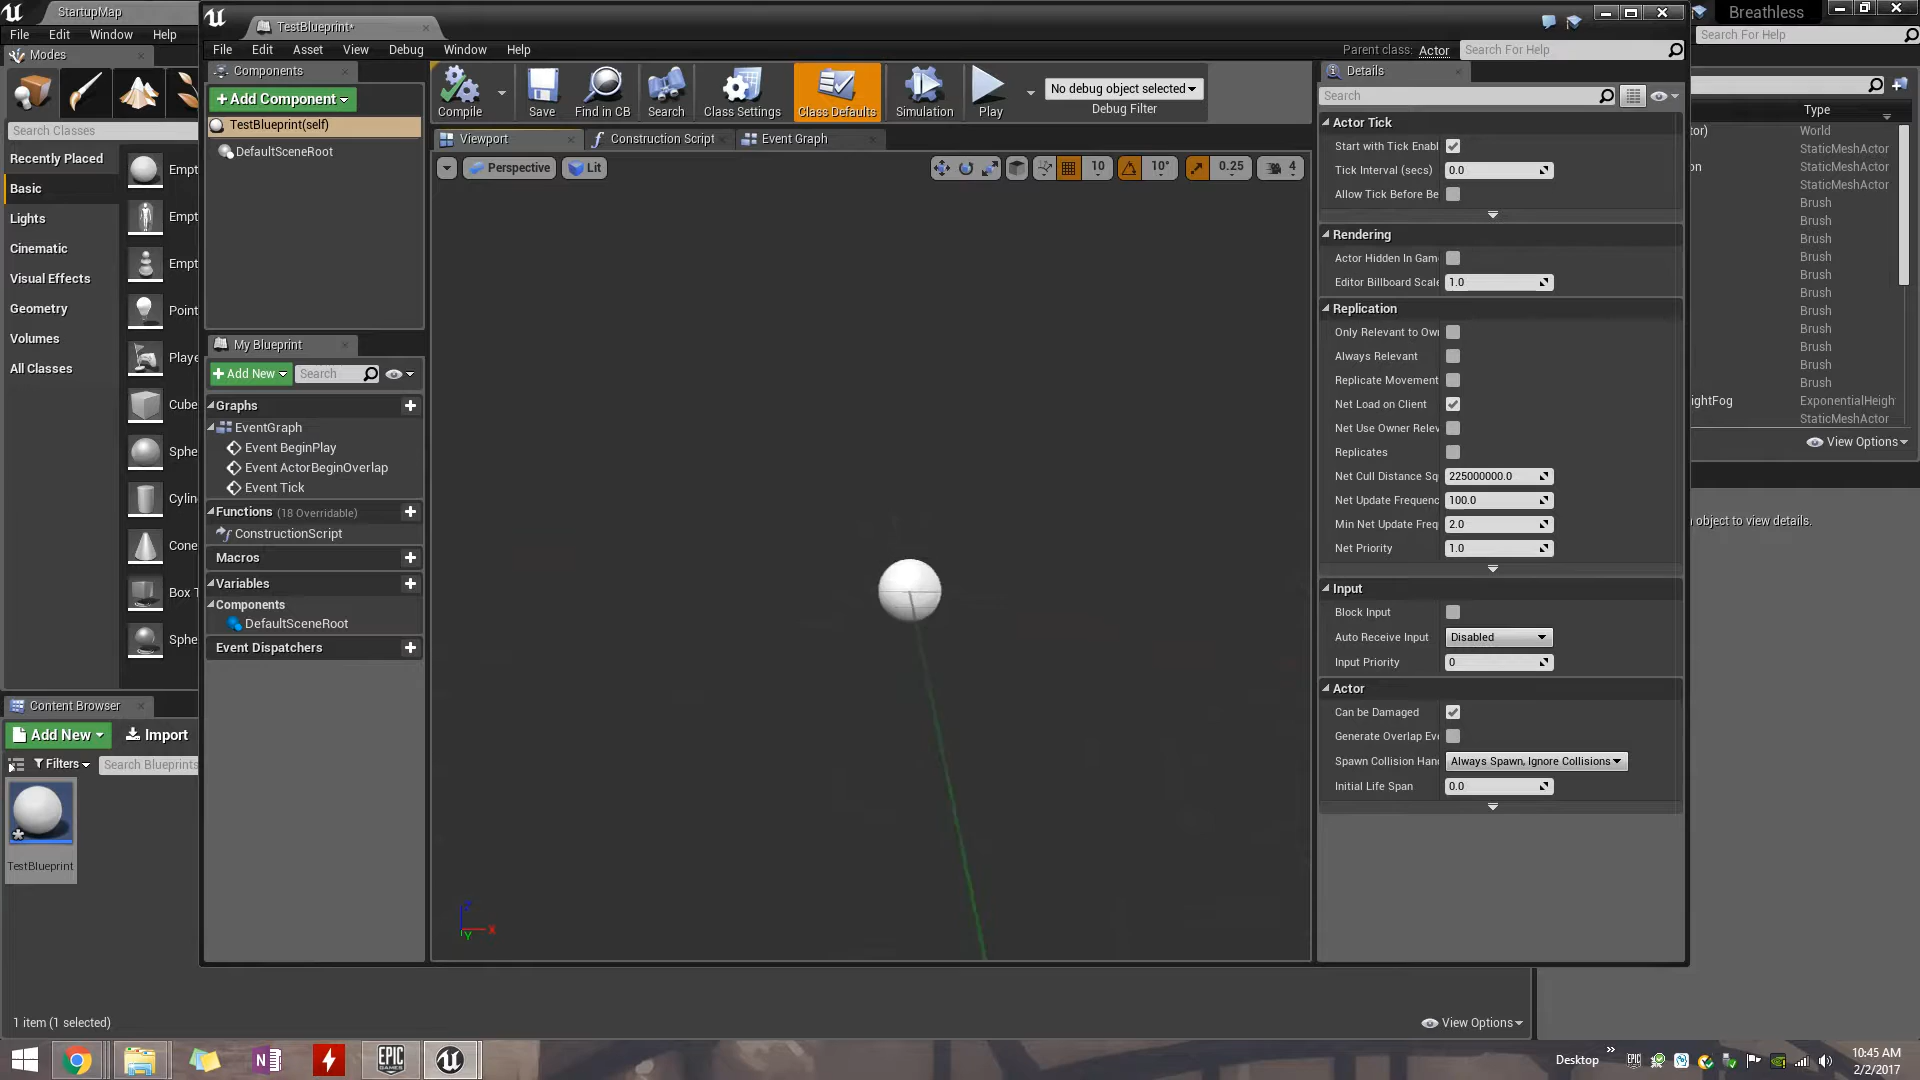 StartupMap
File Edit Window Help
Modes
Search Classes
Recently Placed
Basic
Lights
Cinematic
Visual Effects
Geometry
Volumes
All Classes
Empt
Empt
Empt
Point
Playe
Cube
Sphe
Cylin
Cone
Box T
Sphe
Content Browser
Add New
Import
Filters
Search Blueprints
TestBlueprint
1 item (1 selected)
View Options
TestBlueprint*
File Edit Asset View Debug Window Help
Parent class: Actor
Search For Help
Components
+Add Component
TestBlueprint(self)
DefaultSceneRoot
My Blueprint
+Add New
Search
Graphs
EventGraph
Event BeginPlay
Event ActorBeginOverlap
Event Tick
Functions (18 Overridable)
ConstructionScript
Macros
Variables
Components
DefaultSceneRoot
Event Dispatchers
Compile
Save
Find in CB
Search
Class Settings
Class Defaults
Simulation
Play
No debug object selected
Debug Filter
Viewport
Construction Script
Event Graph
Perspective
Lit
10
10°
0.25
4
Z
X
Y
Details
Search
Actor Tick
Start with Tick Enabl
Tick Interval (secs) 0.0
Allow Tick Before Be
Rendering
Actor Hidden In Gam
Editor Billboard Scale 1.0
Replication
Only Relevant to Own
Always Relevant
Replicate Movement
Net Load on Client
Net Use Owner Relev
Replicates
Net Cull Distance Sq 225000000.0
Net Update Frequenc 100.0
Min Net Update Freq 2.0
Net Priority 1.0
Input
Block Input
Auto Receive Input Disabled
Input Priority 0
Actor
Can be Damaged
Generate Overlap Eve
Spawn Collision Hand Always Spawn, Ignore Collisions
Initial Life Span 0.0
Breathless
Search For Help
Type
tor) World
StaticMeshActor
on StaticMeshActor
StaticMeshActor
Brush
Brush
Brush
Brush
Brush
Brush
Brush
Brush
Brush
Brush
Brush
ightFog ExponentialHeigh
StaticMeshActor
View Options
object to view details.
Desktop
EPIC GAMES
EPIC
10:45 AM
2/2/2017